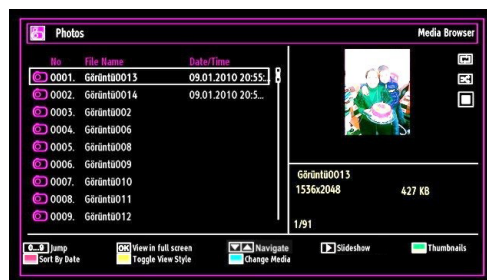 Photos Media Browser
No File Name Date/Time
0001. Görüntü0013 09.01.2010 20:55:.
0002. Görüntü0014 09.01.2010 20:5...
0003. Görüntü002
0004. Görüntü006
0005. Görüntü008
0006. Görüntü009
0007. Görüntü010
0008. Görüntü011
0009. Görüntü012
Görüntü0013
1536x2048 427 KB
1/91
0...9 Jump OK View in full screen Navigate Slideshow Thumbnails
Sort By Date Toggle View Style Change Media